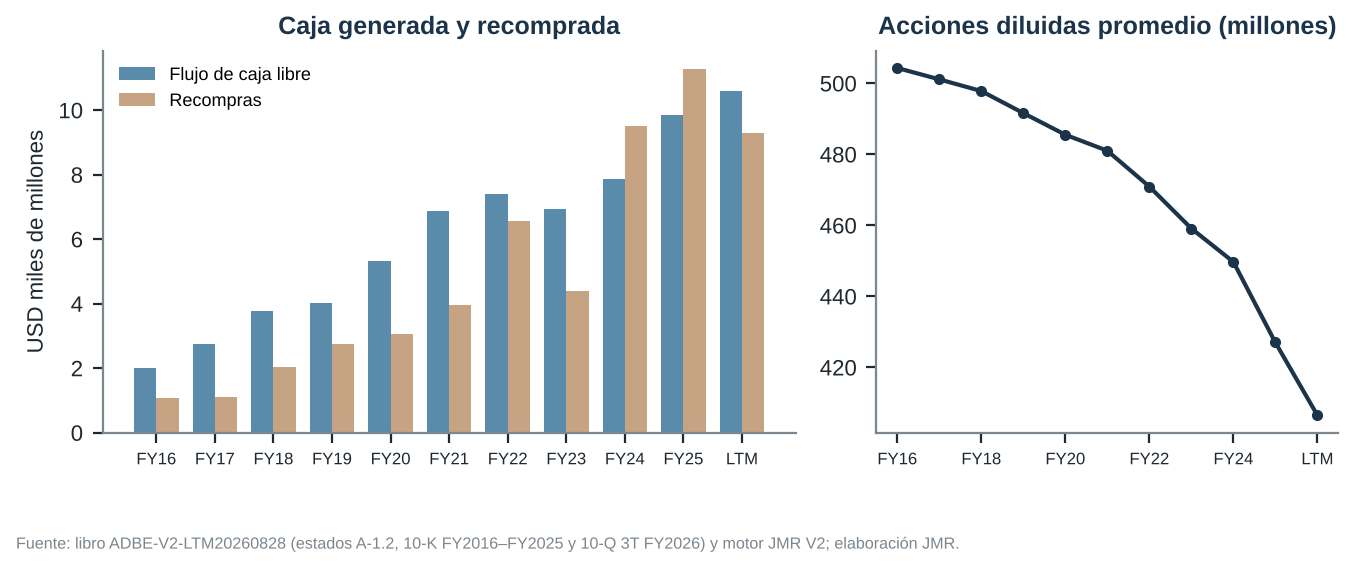 Caja generada y recomprada
Flujo de caja libre
Recompras
USD miles de millones
10
8
6
4
2
0
FY16 FY17 FY18 FY19 FY20 FY21 FY22 FY23 FY24 FY25 LTM
Acciones diluidas promedio (millones)
500
480
460
440
420
FY16 FY18 FY20 FY22 FY24 LTM
Fuente: libro ADBE-V2-LTM20260828 (estados A-1.2, 10-K FY2016–FY2025 y 10-Q 3T FY2026) y motor JMR V2; elaboración JMR.